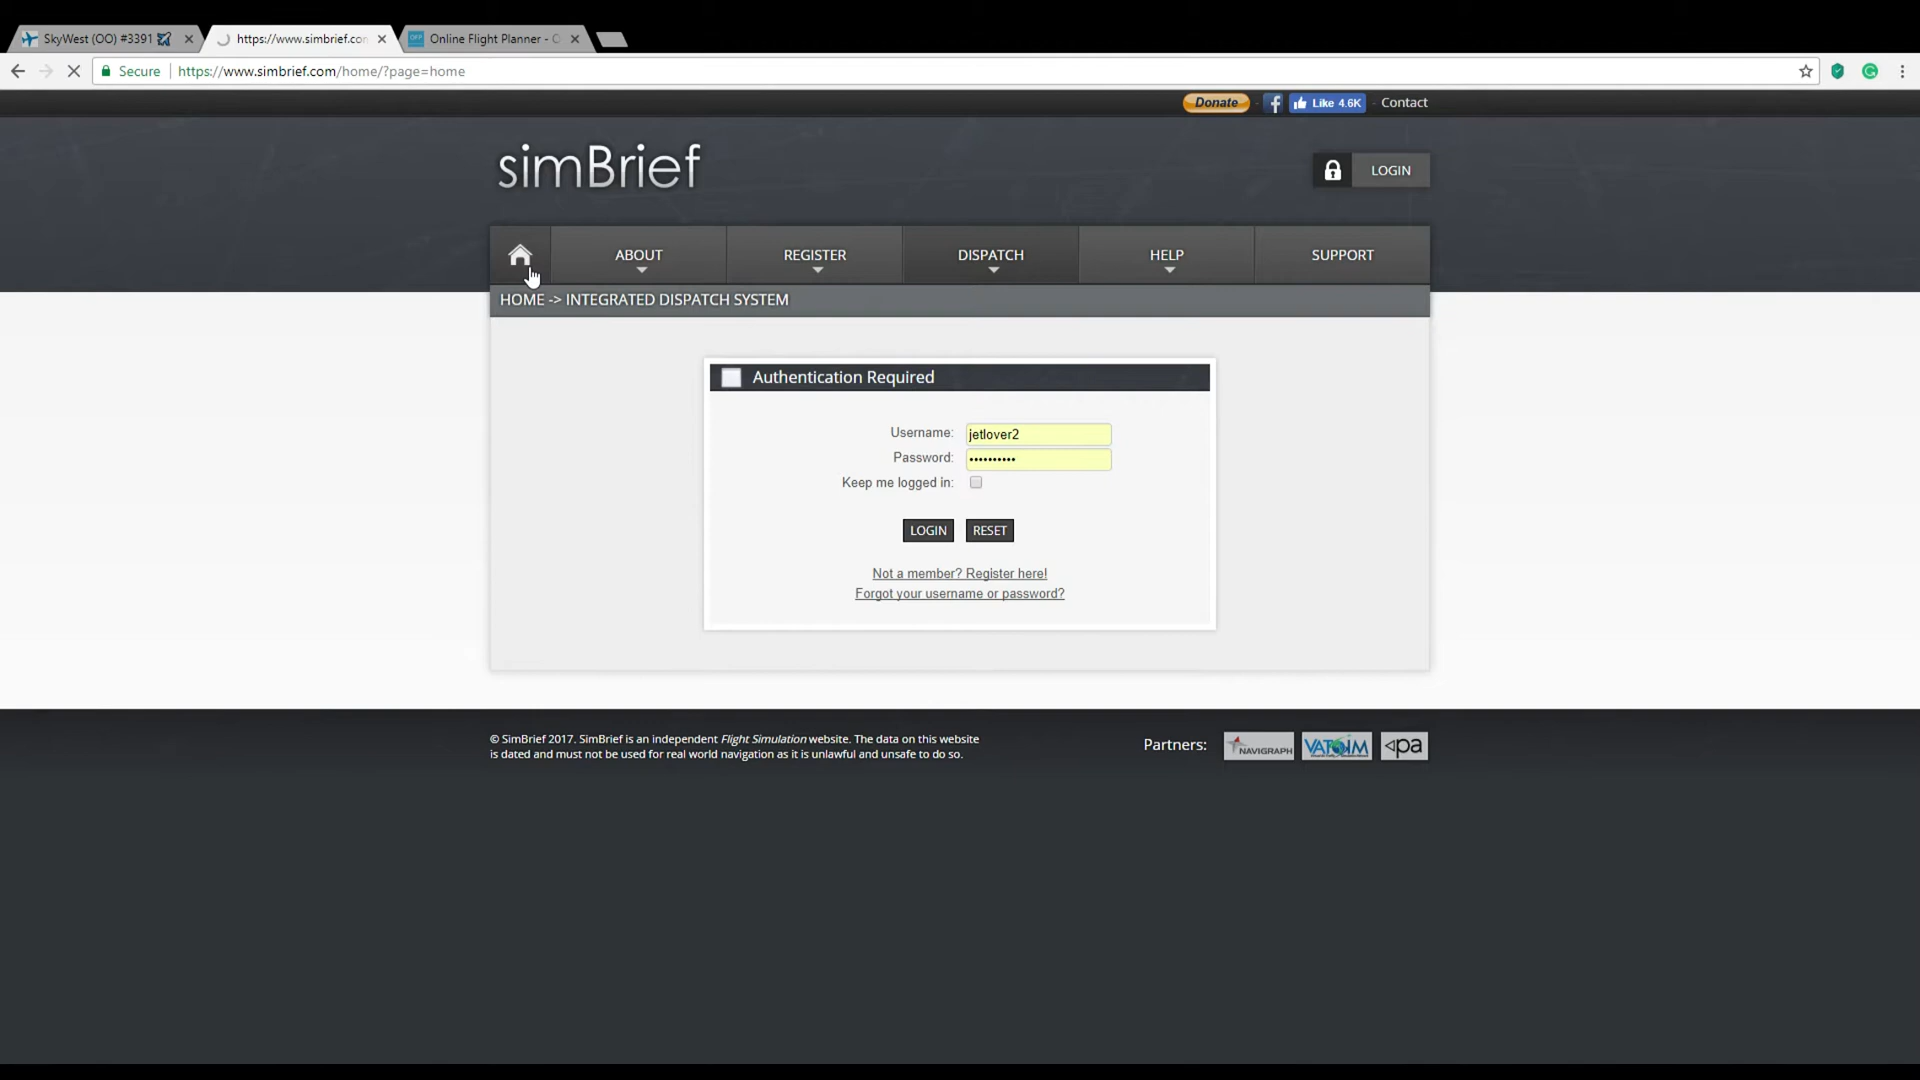 SkyWest (OO) #3391
https://www.simbrief.co
Online Flight Planner -
Secure
https://www.simbrief.com/home/?page=home
Donate
Like 4.6K
Contact
simBrief
LOGIN
ABOUT
REGISTER
DISPATCH
HELP
SUPPORT
HOME -> INTEGRATED DISPATCH SYSTEM
Authentication Required
Username: jetlover2
Password: ••••••••••
Keep me logged in:
LOGIN RESET
Not a member? Register here!
Forgot your username or password?
© SimBrief 2017. SimBrief is an independent Flight Simulation website. The data on this website
is dated and must not be used for real world navigation as it is unlawful and unsafe to do so.
Partners:
NAVIGRAPH
VATSIM
pa